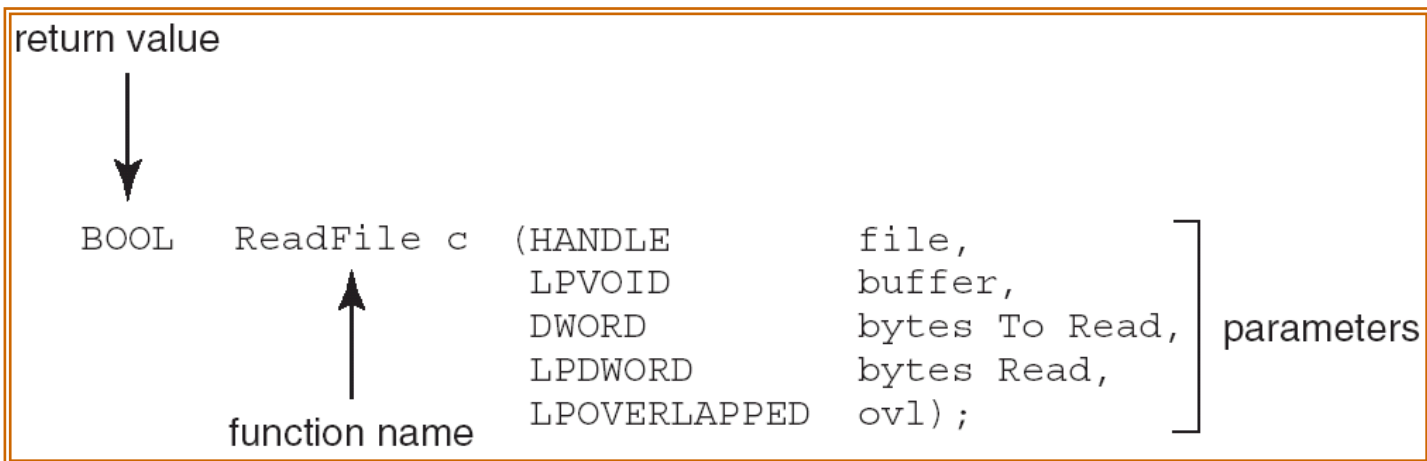 return value
BOOL ReadFile c (HANDLE file,
LPVOID buffer,
DWORD bytes To Read,
LPDWORD bytes Read,
LPOVERLAPPED ovl);
parameters
function name